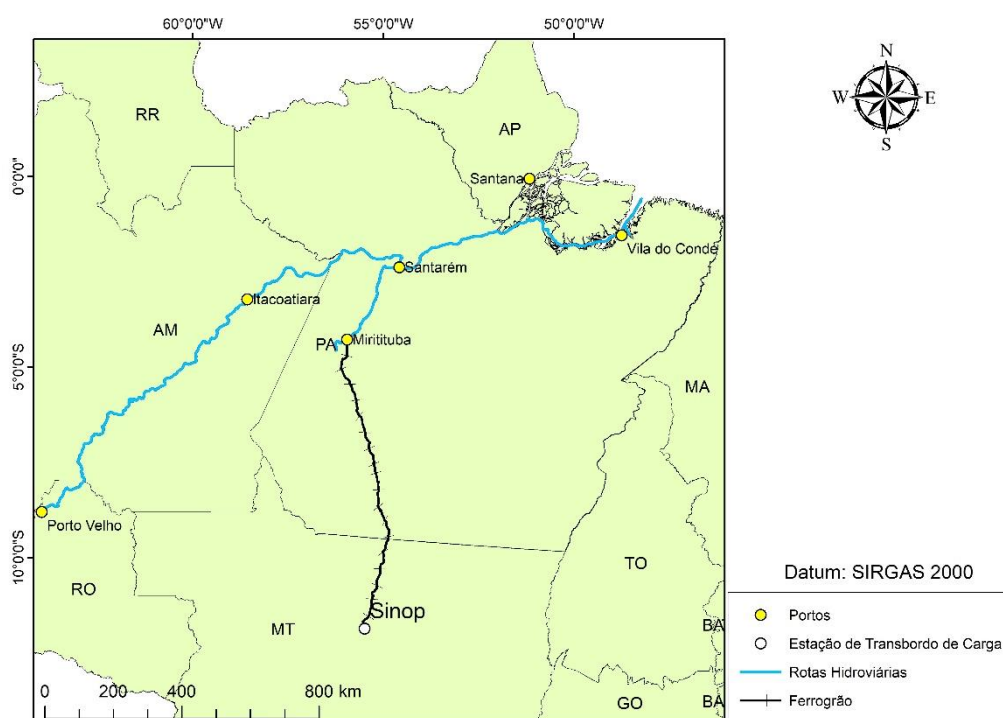 60°0'0"W 55°0'0"W 50°0'0"W
N
W E
S
RR
AP
0°0'0"
Santana
Vila do Conde
Santarém
Itacoatiara
AM
PA
Miritituba
5°0'0"S
MA
Porto Velho
10°0'0"S
TO
Datum: SIRGAS 2000
RO
Sinop
MT
Portos
BA
Estação de Transbordo de Carga
Rotas Hidroviárias
0 200 400 800 km
GO
BA
Ferrogrão